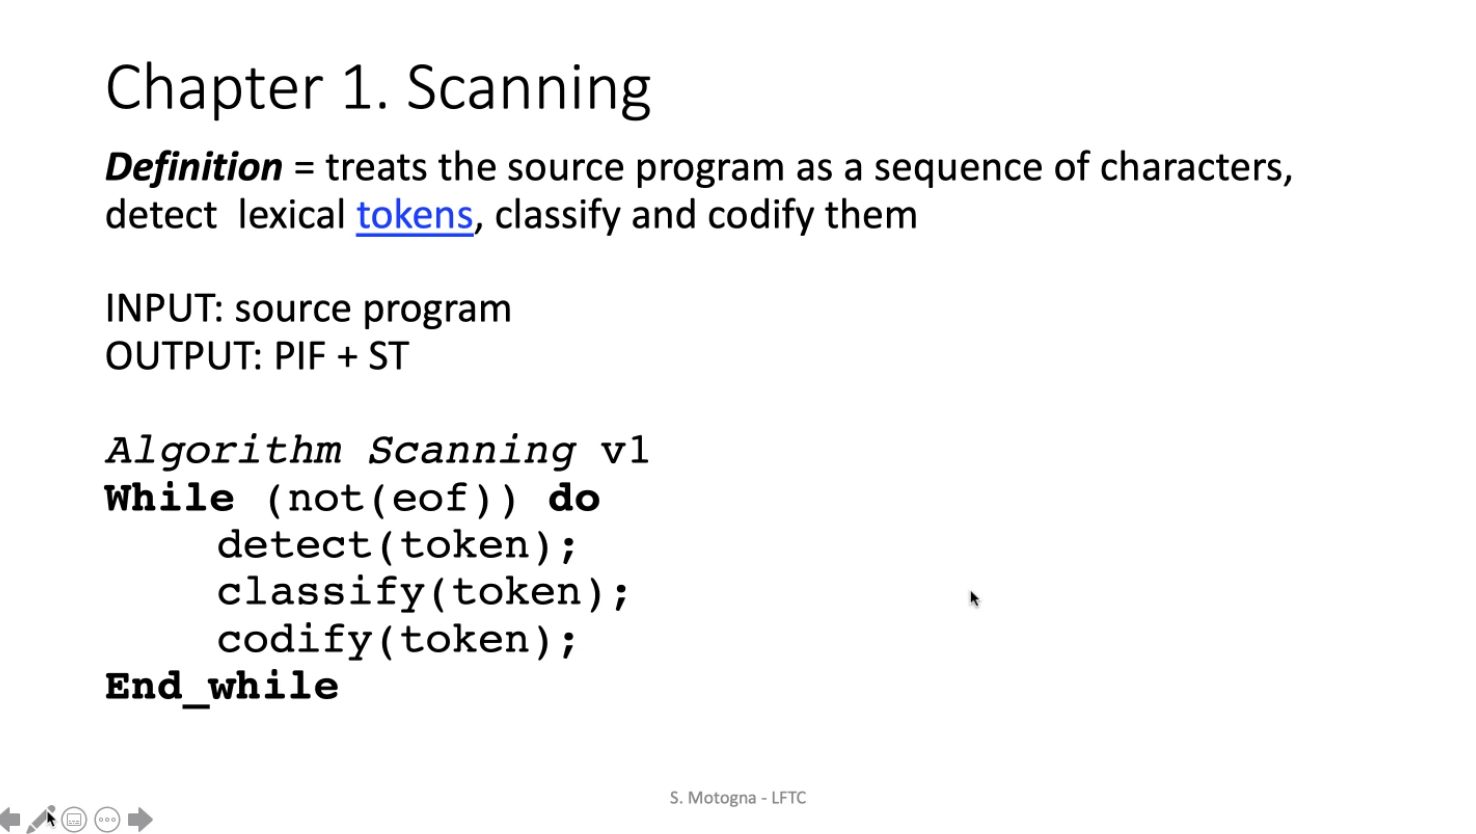 Chapter 1. Scanning
Definition = treats the source program as a sequence of characters,
detect lexical tokens, classify and codify them
INPUT: source program
OUTPUT: PIF + ST
Algorithm Scanning v1
While (not(eof)) do
detect(token);
classify(token);
codify(token);
End_while
S. Motogna - LFTC